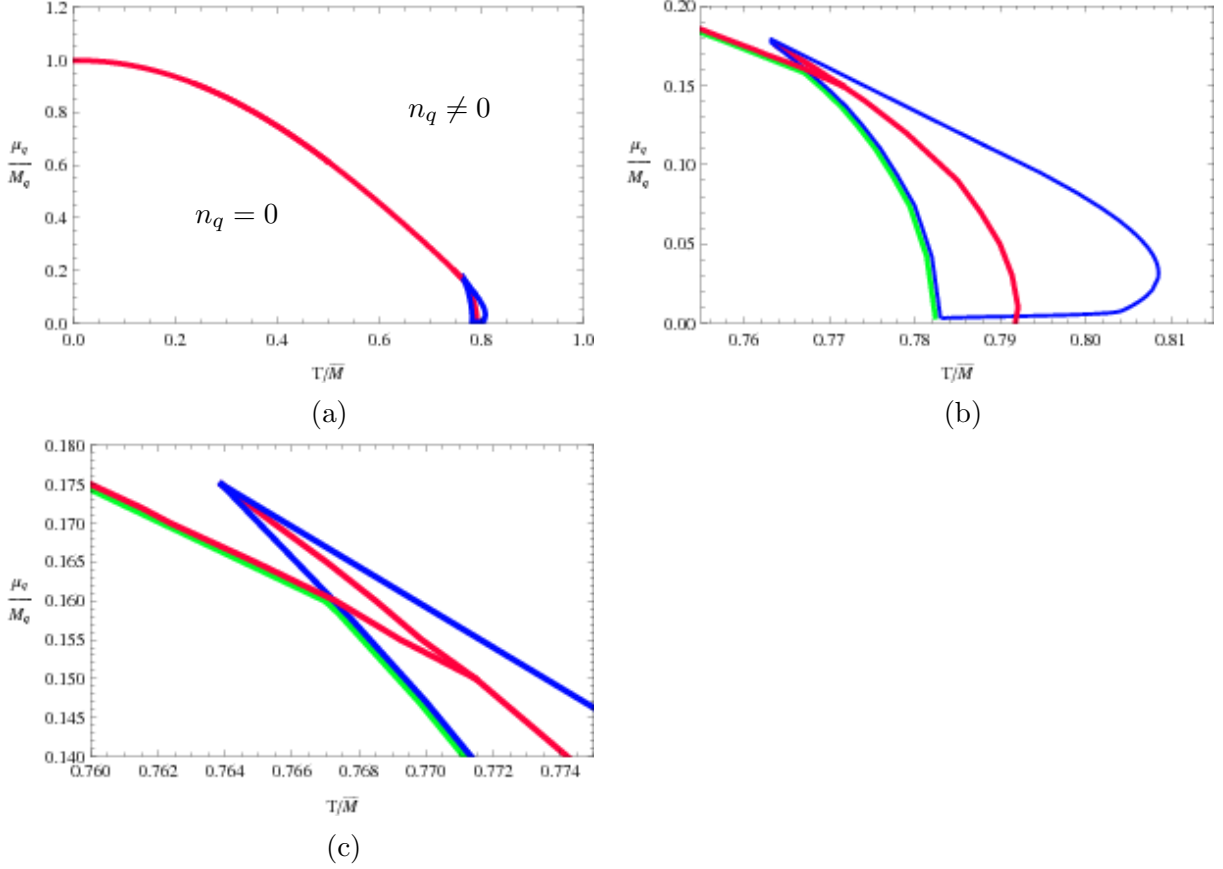 1.2
1.0
0.8
0.6
0.4
0.2
0.0
μq
Mq
n_q ≠ 0
n_q = 0
0.0 0.2 0.4 0.6 0.8 1.0
T/M̅
(a)
0.20
0.15
0.10
0.05
0.00
μq
Mq
0.76 0.77 0.78 0.79 0.80 0.81
T/M̅
(b)
0.180
0.175
0.170
0.165
0.160
0.155
0.150
0.145
0.140
μq
Mq
0.760 0.762 0.764 0.766 0.768 0.770 0.772 0.774
T/M̅
(c)